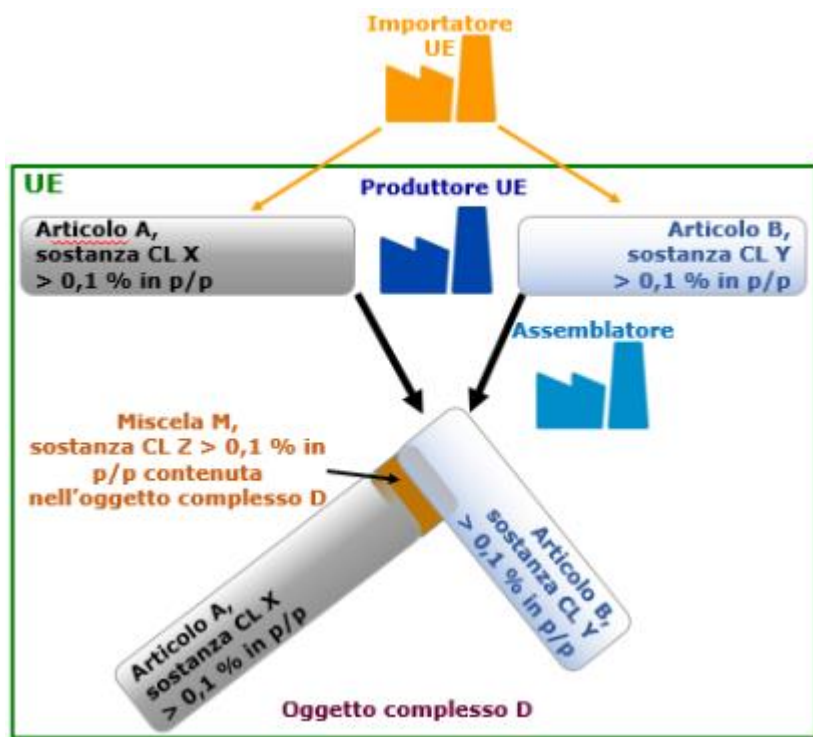 Importatore
UE
UE
Produttore UE
Articolo A,
sostanza CL X
> 0,1 % in p/p
Articolo B,
sostanza CL Y
> 0,1 % in p/p
Assemblatore
Miscela M,
sostanza CL Z > 0,1 % in
p/p contenuta
nell'oggetto complesso D
Articolo A,
sostanza CL X
> 0,1 % in p/p
Articolo B,
sostanza CL Y
> 0,1 % in p/p
Oggetto complesso D